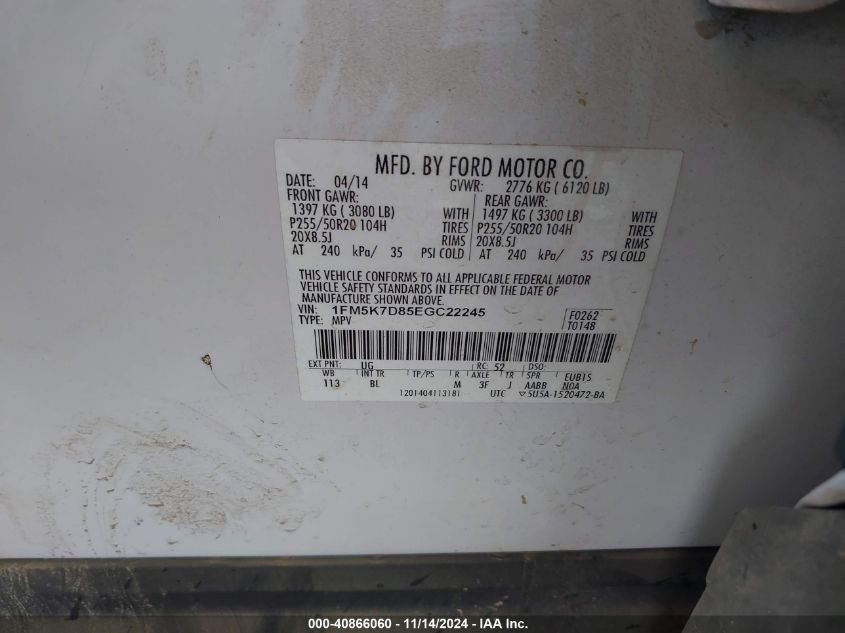 MFD. BY FORD MOTOR CO.
DATE: 04/14 GVWR: 2776 KG ( 6120 LB)
FRONT GAWR: REAR GAWR:
1397 KG ( 3080 LB) WITH 1497 KG ( 3300 LB) WITH
P255/50R20 104H TIRES P255/50R20 104H TIRES
20X8.5J RIMS 20X8.5J RIMS
AT 240 kPa/ 35 PSI COLD AT 240 kPa/ 35 PSI COLD
THIS VEHICLE CONFORMS TO ALL APPLICABLE FEDERAL MOTOR
VEHICLE SAFETY STANDARDS IN EFFECT ON THE DATE OF
MANUFACTURE SHOWN ABOVE.
VIN: 1FM5K7D85EGC22245 F0262
TYPE: MPV T0148
EXT PNT: UG RC: 52 DSO:
WB INT TR TP/PS R AXLE TR SPR EUB15
113 BL M 3F J AABB NOA
1201404113181 UTC ▽5U5A-1520472-BA
000-40866060 - 11/14/2024 - IAA Inc.